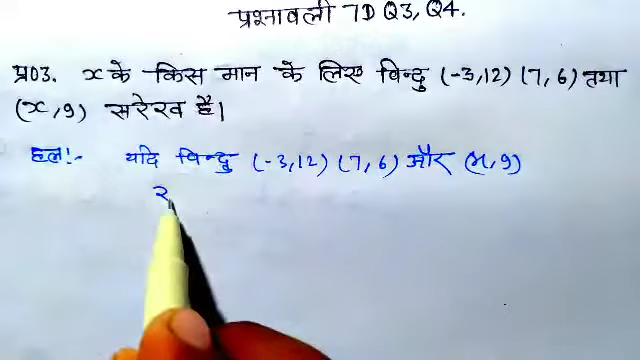 प्रश्नावली 7D Q3, Q4.
प्र03. x के किस मान के लिए विन्दु (-3,12) (7,6) तथा
(x,9) सरेख है।
हल:- यदि विन्दु (-3,12) (7,6) और (x,9)